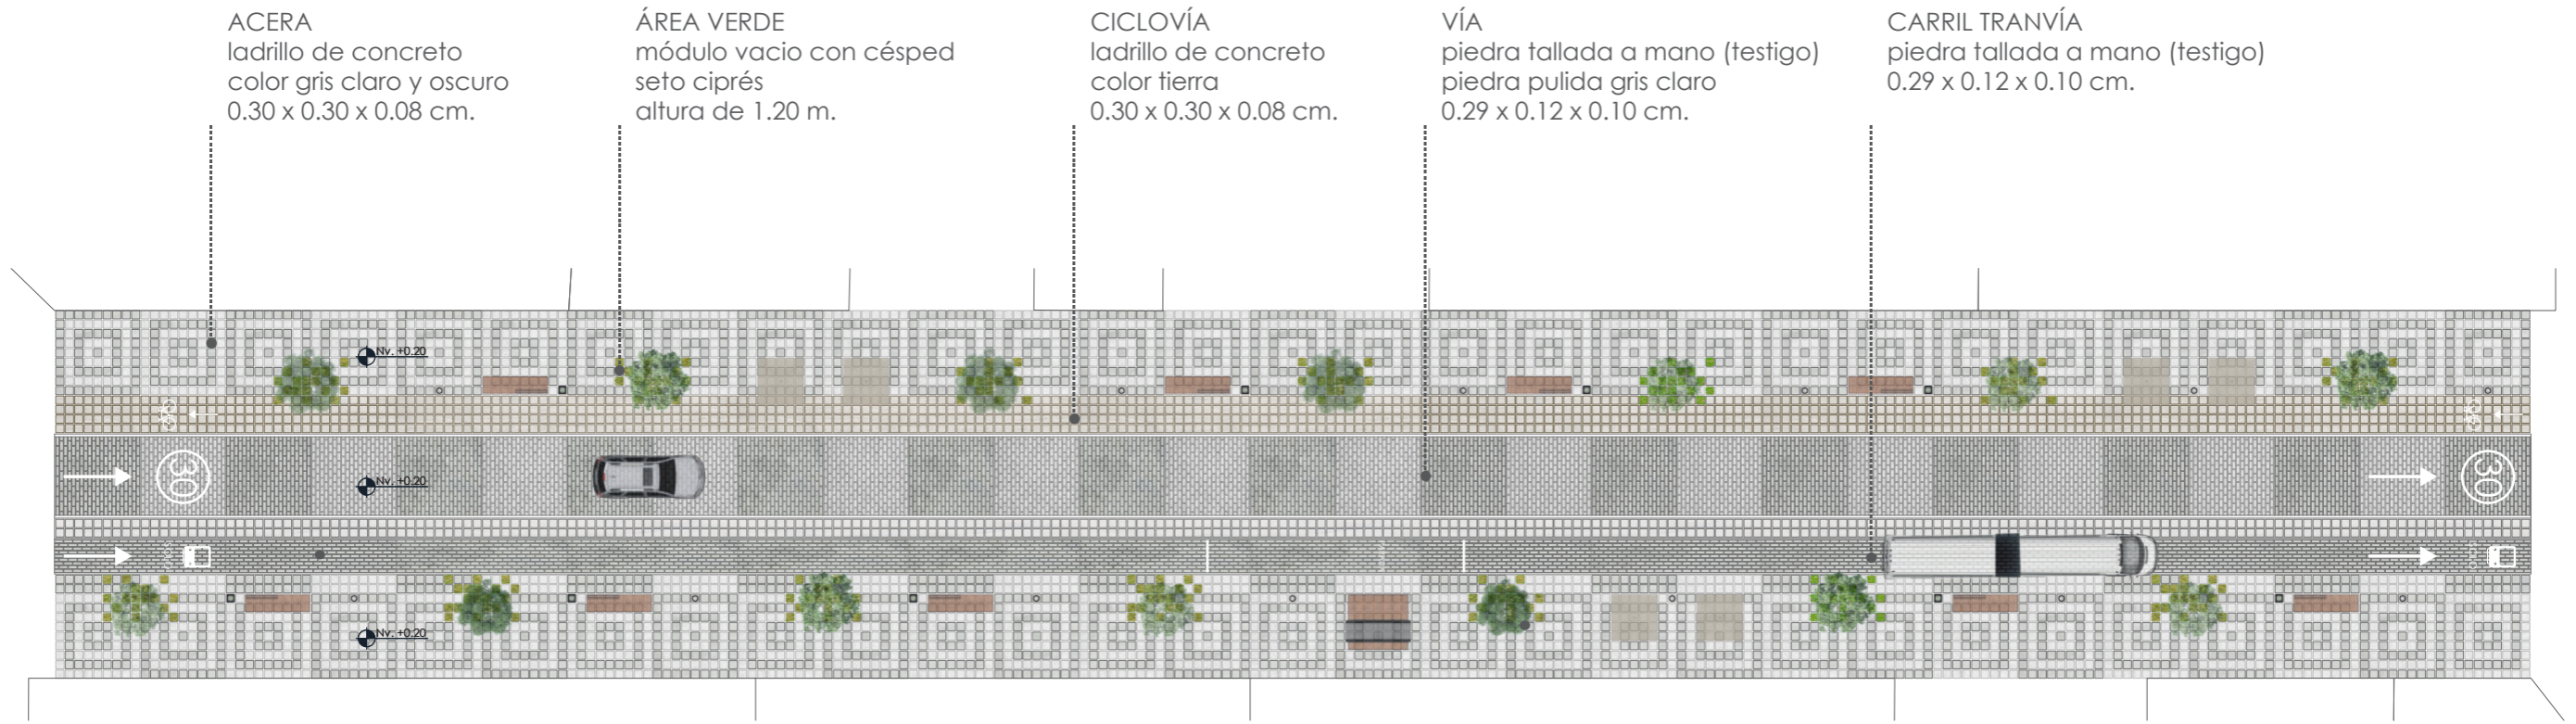 ACERA
ladrillo de concreto
color gris claro y oscuro
0.30 x 0.30 x 0.08 cm.
ÁREA VERDE
módulo vacio con césped
seto ciprés
altura de 1.20 m.
CICLOVÍA
ladrillo de concreto
color tierra
0.30 x 0.30 x 0.08 cm.
VÍA
piedra tallada a mano (testigo)
piedra pulida gris claro
0.29 x 0.12 x 0.10 cm.
CARRIL TRANVÍA
piedra tallada a mano (testigo)
0.29 x 0.12 x 0.10 cm.
Nv. +0.20
30
Nv. +0.20
30
SOLO
SOLO
Nv. +0.20